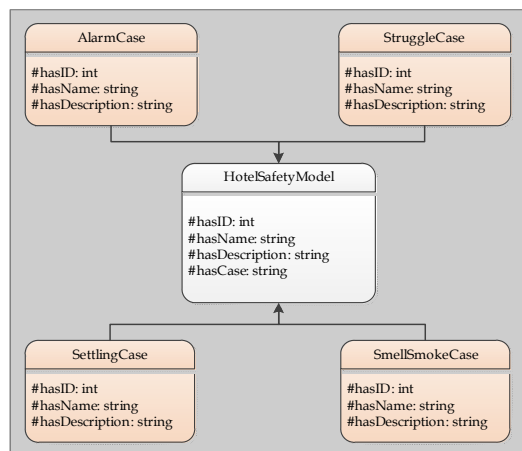 AlarmCase
#hasID: int
#hasName: string
#hasDescription: string
StruggleCase
#hasID: int
#hasName: string
#hasDescription: string
HotelSafetyModel
#hasID: int
#hasName: string
#hasDescription: string
#hasCase: string
SettlingCase
#hasID: int
#hasName: string
#hasDescription: string
SmellSmokeCase
#hasID: int
#hasName: string
#hasDescription: string